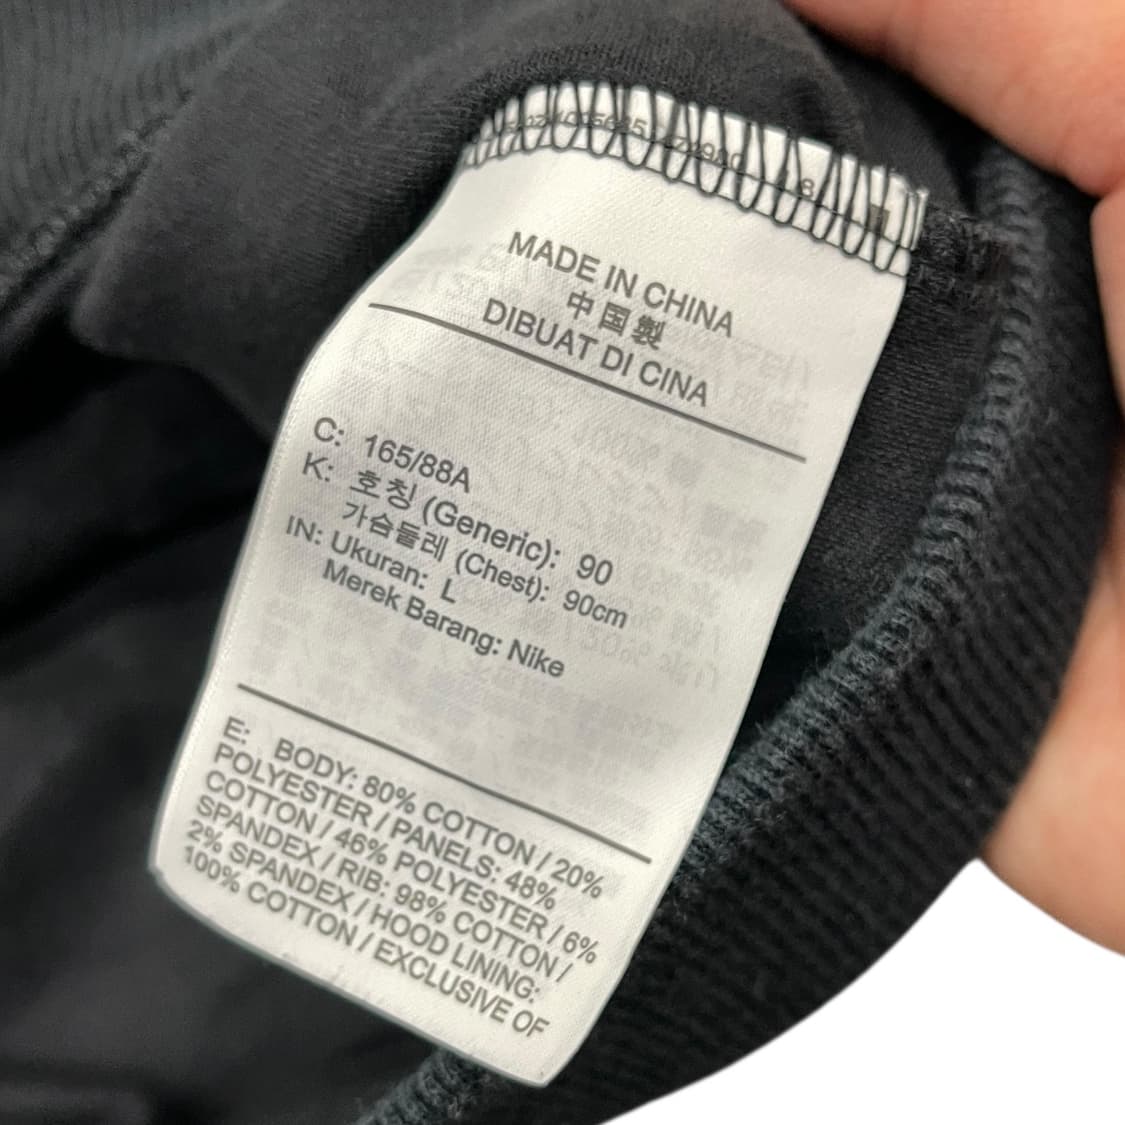 MADE IN CHINA
中国製
DIBUAT DI CINA
C: 165/88A
K: 호칭 (Generic): 90
가슴둘레 (Chest): 90cm
IN: Ukuran: L
Merek Barang: Nike
E: BODY: 80% COTTON / 20%
POLYESTER / PANELS: 48%
COTTON / 46% POLYESTER / 6%
SPANDEX / RIB: 98% COTTON /
2% SPANDEX / HOOD LINING:
100% COTTON / EXCLUSIVE OF